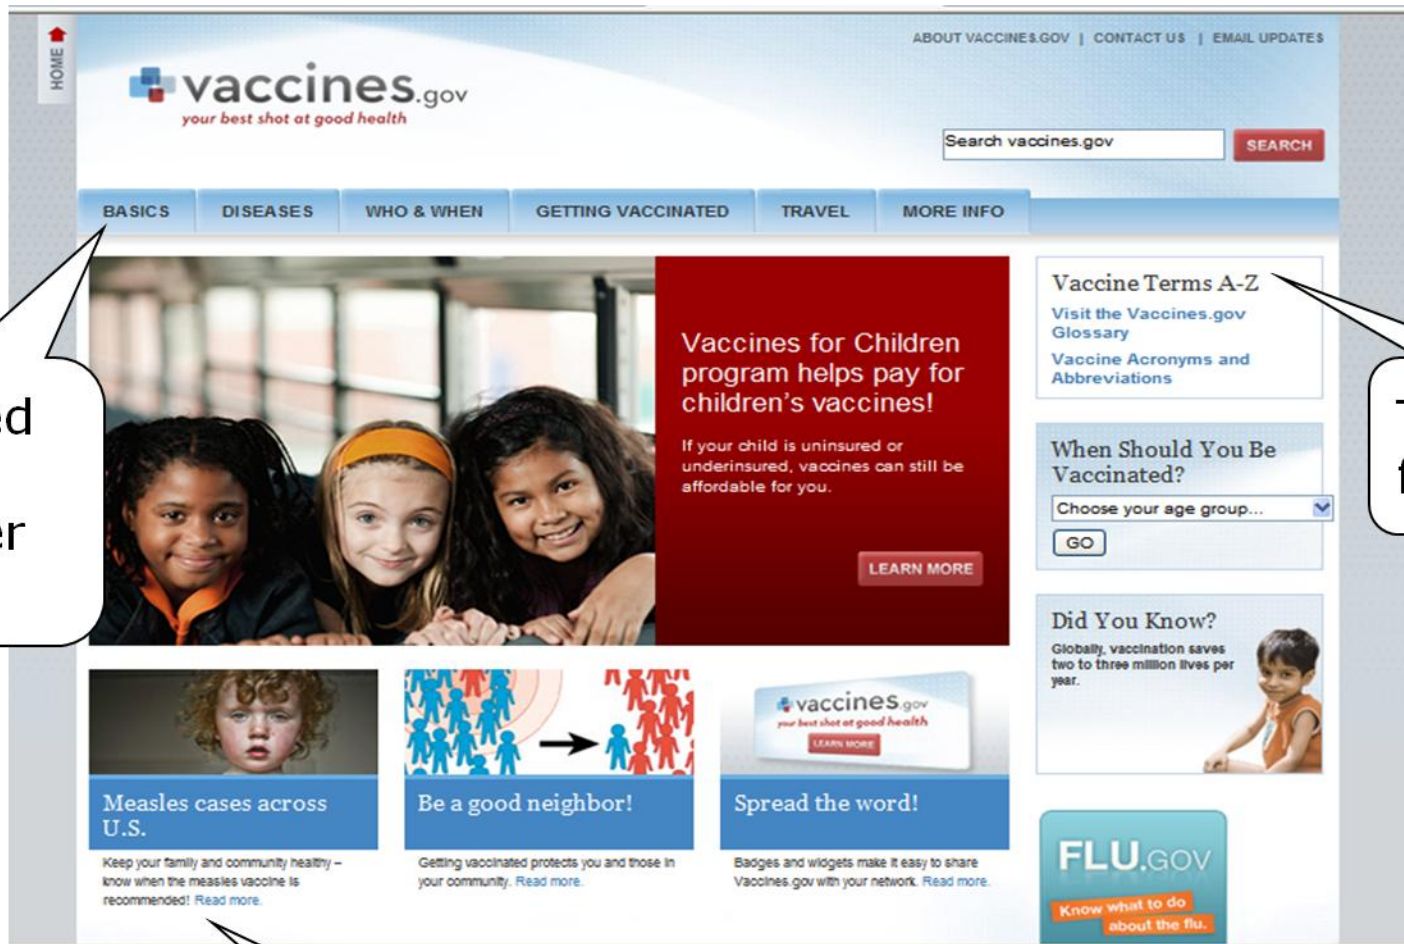 HOME
ABOUT VACCINES.GOV | CONTACT US | EMAIL UPDATES
vaccines.gov
your best shot at good health
Search vaccines.gov
SEARCH
BASICS
DISEASES
WHO & WHEN
GETTING VACCINATED
TRAVEL
MORE INFO
Vaccines for Children
program helps pay for
children's vaccines!
If your child is uninsured or
underinsured, vaccines can still be
affordable for you.
LEARN MORE
Vaccine Terms A-Z
Visit the Vaccines.gov
Glossary
Vaccine Acronyms and
Abbreviations
When Should You Be
Vaccinated?
Choose your age group...
GO
Did You Know?
Globally, vaccination saves
two to three million lives per
year.
vaccines.gov
your best shot at good health
LEARN MORE
Measles cases across
U.S.
Keep your family and community healthy –
know when the measles vaccine is
recommended! Read more.
Be a good neighbor!
Getting vaccinated protects you and those in
your community. Read more.
Spread the word!
Badges and widgets make it easy to share
Vaccines.gov with your network. Read more.
FLU.GOV
Know what to do
about the flu.